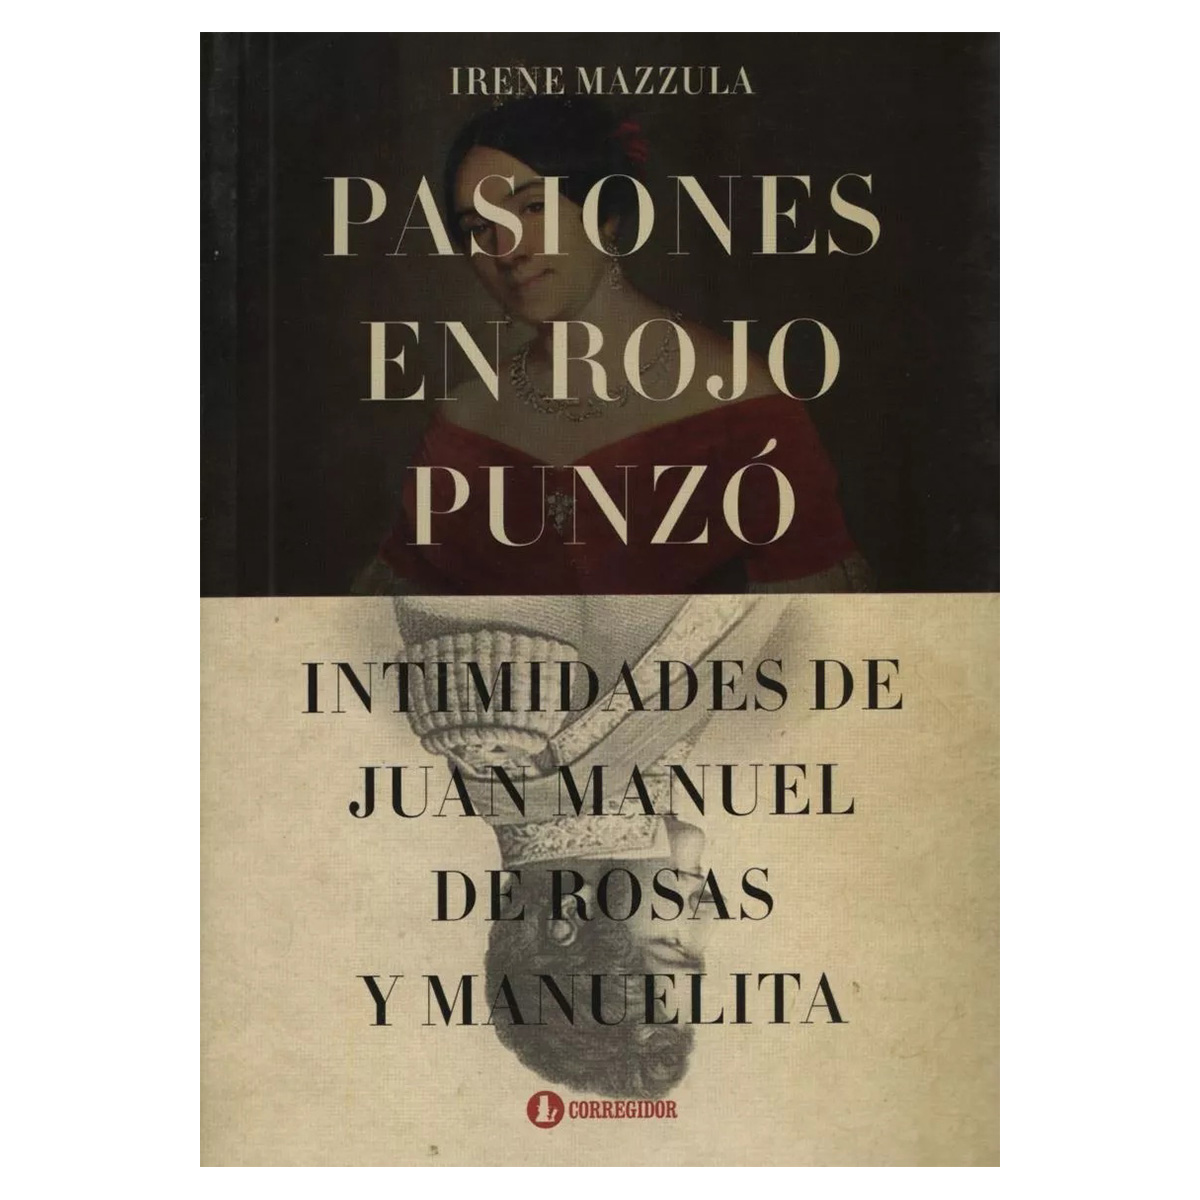 IRENE MAZZULA
PASIONES
EN ROJO
PUNZÓ
INTIMIDADES DE
JUAN MANUEL
DE ROSAS
Y MANUELITA
CORREGIDOR